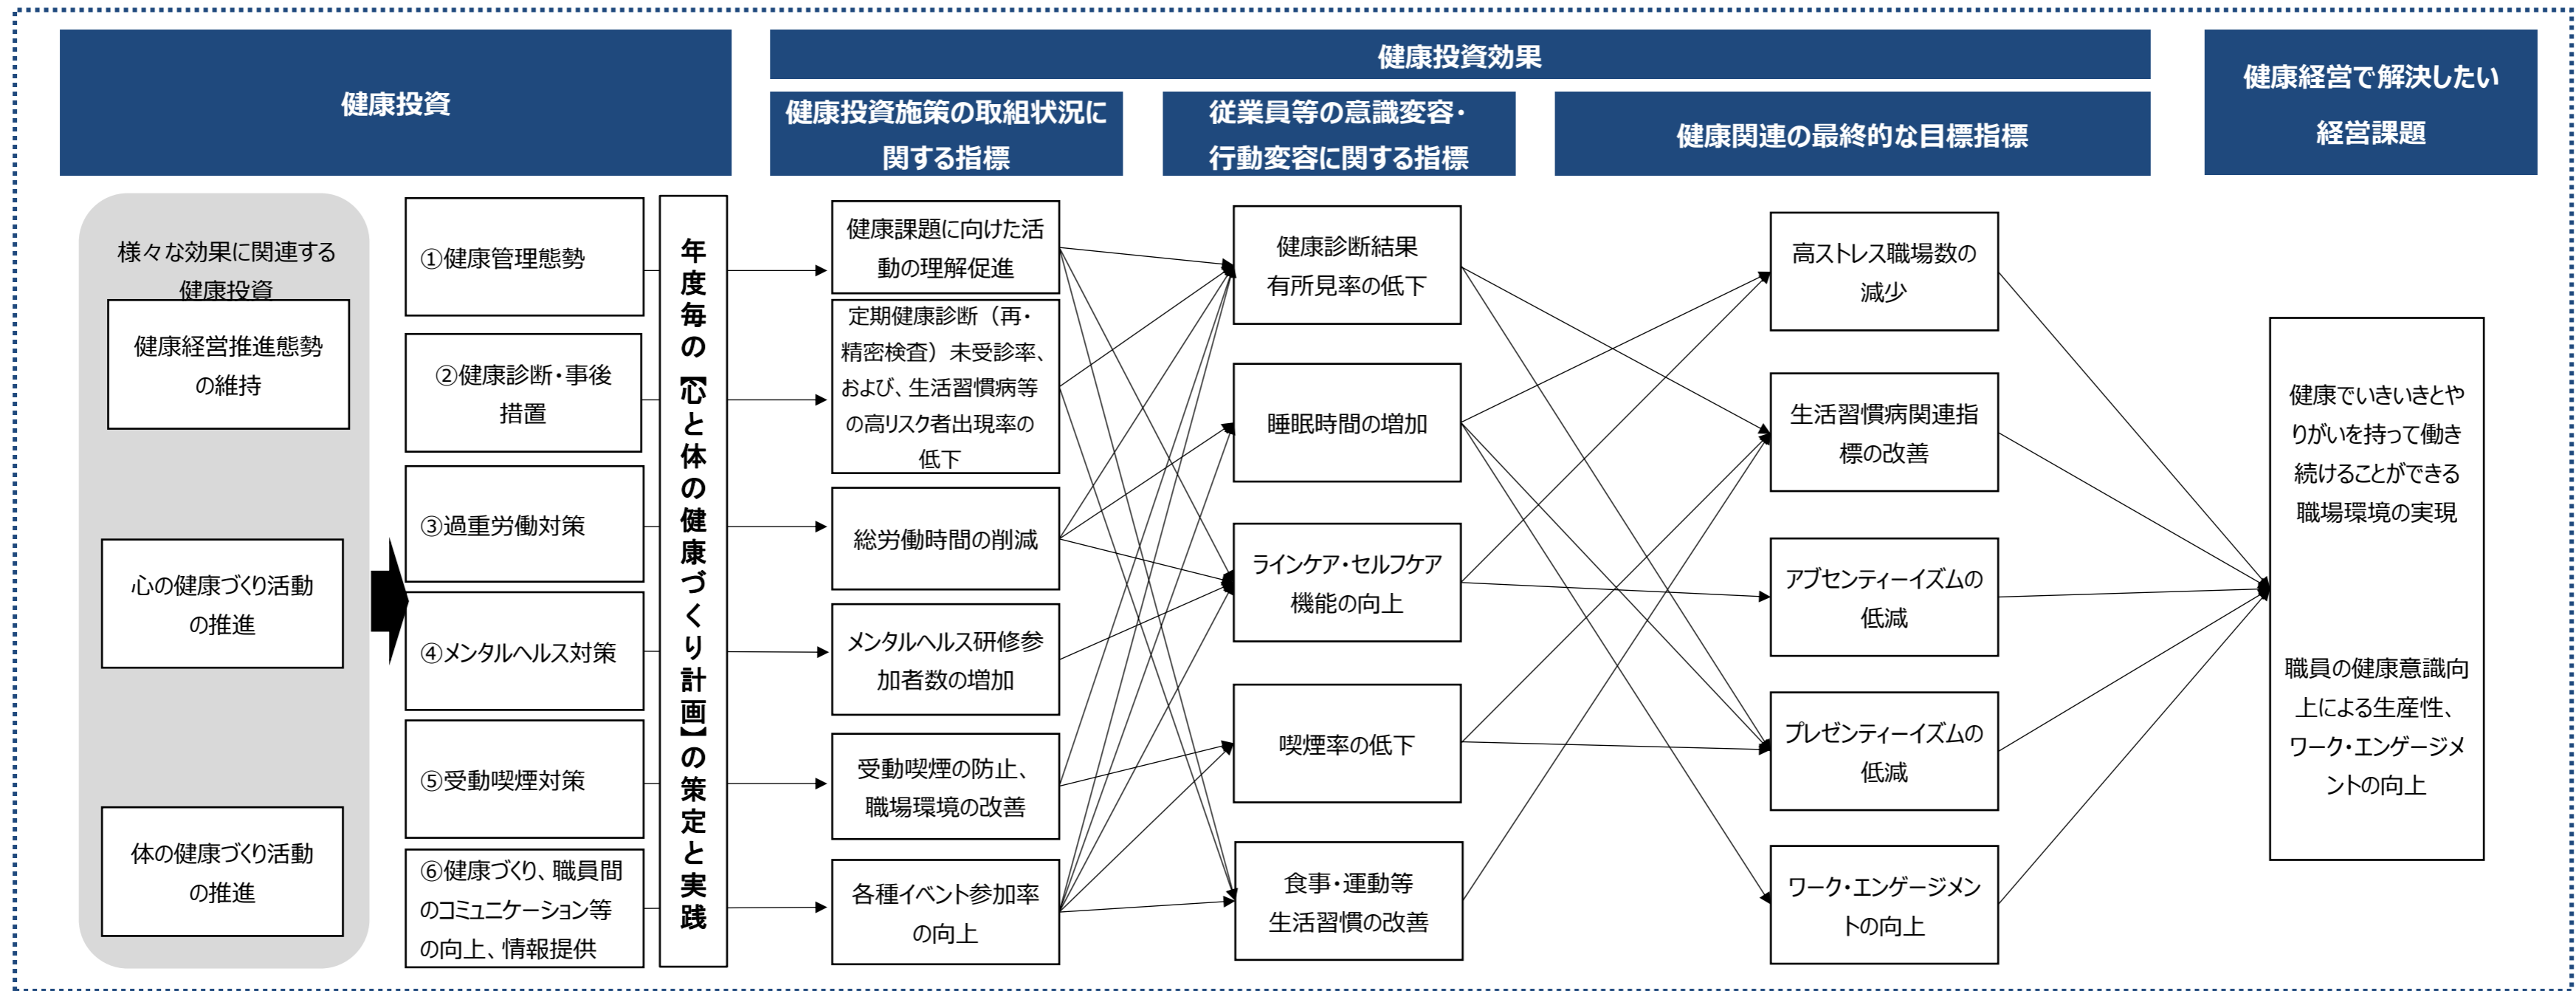 健康投資
健康投資効果
健康投資施策の取組状況に
関する指標
従業員等の意識変容・
行動変容に関する指標
健康関連の最終的な目標指標
健康経営で解決したい
経営課題
様々な効果に関連する
健康投資
健康経営推進態勢
の維持
心の健康づくり活動
の推進
体の健康づくり活動
の推進
①健康管理態勢
②健康診断・事後
措置
③過重労働対策
④メンタルヘルス対策
⑤受動喫煙対策
⑥健康づくり、職員間
のコミュニケーション等
の向上、情報提供
年度毎の【心と体の健康づくり計画】の策定と実践
健康課題に向けた活
動の理解促進
定期健康診断（再・
精密検査）未受診率、
および、生活習慣病等
の高リスク者出現率の
低下
総労働時間の削減
メンタルヘルス研修参
加者数の増加
受動喫煙の防止、
職場環境の改善
各種イベント参加率
の向上
健康診断結果
有所見率の低下
睡眠時間の増加
ラインケア・セルフケア
機能の向上
喫煙率の低下
食事・運動等
生活習慣の改善
高ストレス職場数の
減少
生活習慣病関連指
標の改善
アブセンティーイズムの
低減
プレゼンティーイズムの
低減
ワーク・エンゲージメン
トの向上
健康でいきいきとや
りがいを持って働き
続けることができる
職場環境の実現
職員の健康意識向
上による生産性、
ワーク・エンゲージメ
ントの向上